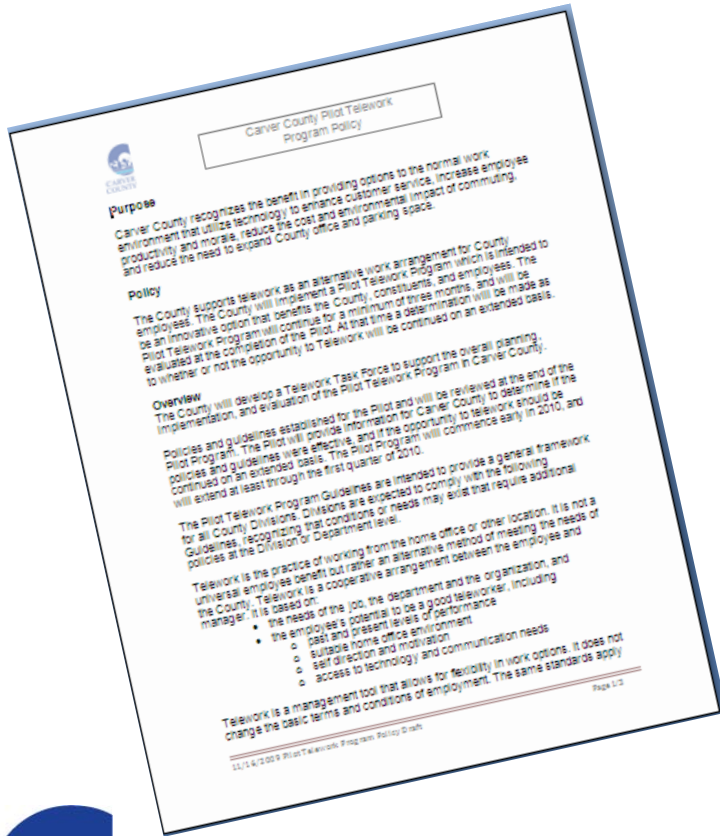 Carver County Pilot Telework
Program Policy
CARVER
COUNTY
Purpose
Carver County recognizes the benefit in providing options to the normal work
environment that utilize technology to enhance customer service, increase employee
productivity and morale, reduce the cost and environmental impact of commuting,
and reduce the need to expand County office and parking space.
Policy
The County supports telework as an alternative work arrangement for County
employees. The County will implement a Pilot Telework Program which is intended to
be an innovative option that benefits the County, constituents, and employees. The
Pilot Telework Program will continue for a minimum of three months, and will be
evaluated at the completion of the Pilot. At that time a determination will be made as
to whether or not the opportunity to Telework will be continued on an extended basis.
Overview
The County will develop a Telework Task Force to support the overall planning,
implementation, and evaluation of the Pilot Telework Program in Carver County.
Policies and guidelines established for the Pilot and will be reviewed at the end of the
Pilot Program. The Pilot will provide information for Carver County to determine if the
policies and guidelines were effective, and if the opportunity to telework should be
continued on an extended basis. The Pilot Program will commence early in 2010, and
will extend at least through the first quarter of 2010.
The Pilot Telework Program Guidelines are intended to provide a general framework
for all County Divisions. Divisions are expected to comply with the following
Guidelines, recognizing that conditions or needs may exist that require additional
policies at the Division or Department level.
Telework is the practice of working from the home office or other location. It is not a
universal employee benefit but rather an alternative method of meeting the needs of
the County. Telework is a cooperative arrangement between the employee and
manager. It is based on:
• the needs of the job, the department and the organization, and
• the employee's potential to be a good teleworker, including
o past and present levels of performance
o suitable home office environment
o self direction and motivation
o access to technology and communication needs
Telework is a management tool that allows for flexibility in work options. It does not
change the basic terms and conditions of employment. The same standards apply
11/14/2009 Pilot Telework Program Policy Draft
Page 1/2